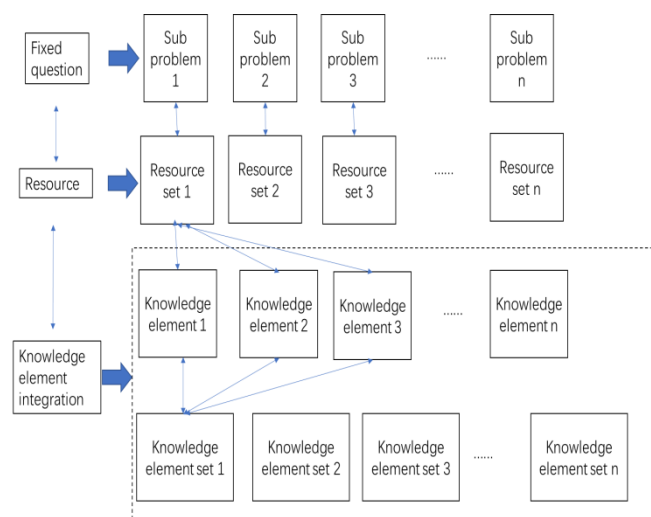 Fixed
question
Sub
problem
1
Sub
problem
2
Sub
problem
3
......
Sub
problem
n
Resource
Resource
set 1
Resource
set 2
Resource
set 3
......
Resource
set n
Knowledge
element 1
Knowledge
element 2
Knowledge
element 3
......
Knowledge
element n
Knowledge
element
integration
Knowledge
element set 1
Knowledge
element set 2
Knowledge
element set 3
......
Knowledge
element set n